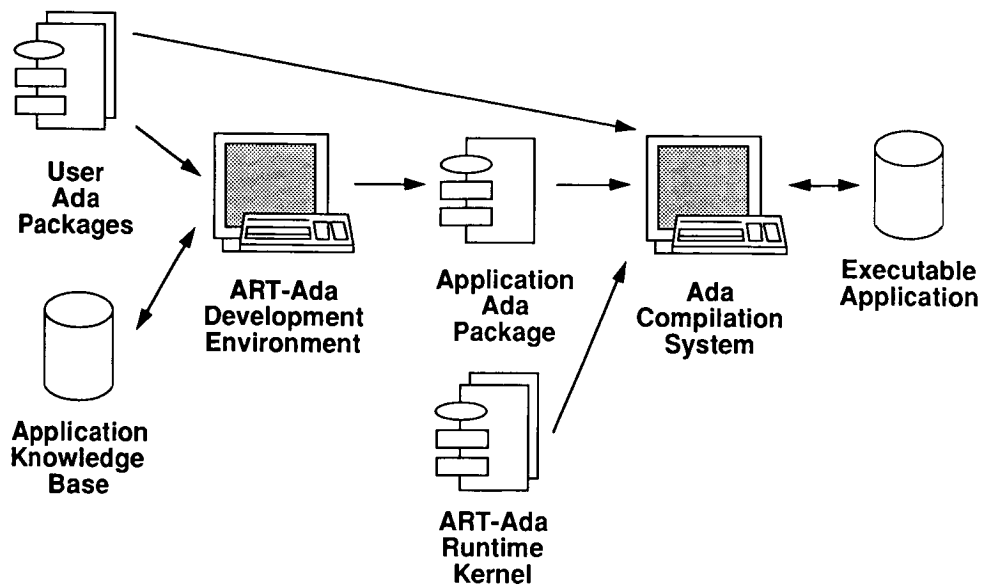 User
Ada
Packages
ART-Ada
Development
Environment
Application
Ada
Package
Ada
Compilation
System
Executable
Application
Application
Knowledge
Base
ART-Ada
Runtime
Kernel